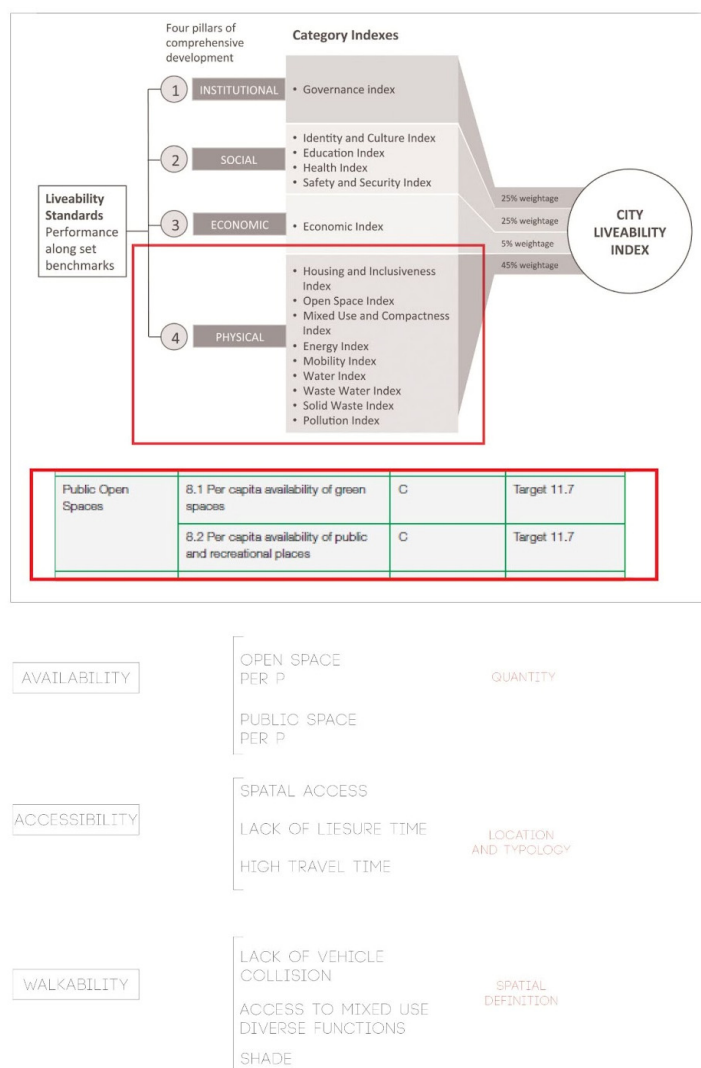 Four pillars of
comprehensive
development
Category Indexes
1
INSTITUTIONAL
• Governance index
2
SOCIAL
• Identity and Culture Index
• Education Index
• Health Index
• Safety and Security Index
3
ECONOMIC
• Economic Index
4
PHYSICAL
• Housing and Inclusiveness
Index
• Open Space Index
• Mixed Use and Compactness
Index
• Energy Index
• Mobility Index
• Water Index
• Waste Water Index
• Solid Waste Index
• Pollution Index
Liveability
Standards
Performance
along set
benchmarks
25% weightage
25% weightage
5% weightage
45% weightage
CITY
LIVEABILITY
INDEX
Public Open
Spaces
8.1 Per capita availability of green
spaces
C
Target 11.7
8.2 Per capita availability of public
and recreational places
C
Target 11.7
AVAILABILITY
OPEN SPACE
PER P
PUBLIC SPACE
PER P
QUANTITY
ACCESSIBILITY
SPATAL ACCESS
LACK OF LIESURE TIME
HIGH TRAVEL TIME
LOCATION
AND TYPOLOGY
WALKABILITY
LACK OF VEHICLE
COLLISION
ACCESS TO MIXED USE
DIVERSE FUNCTIONS
SHADE
SPATIAL
DEFINITION